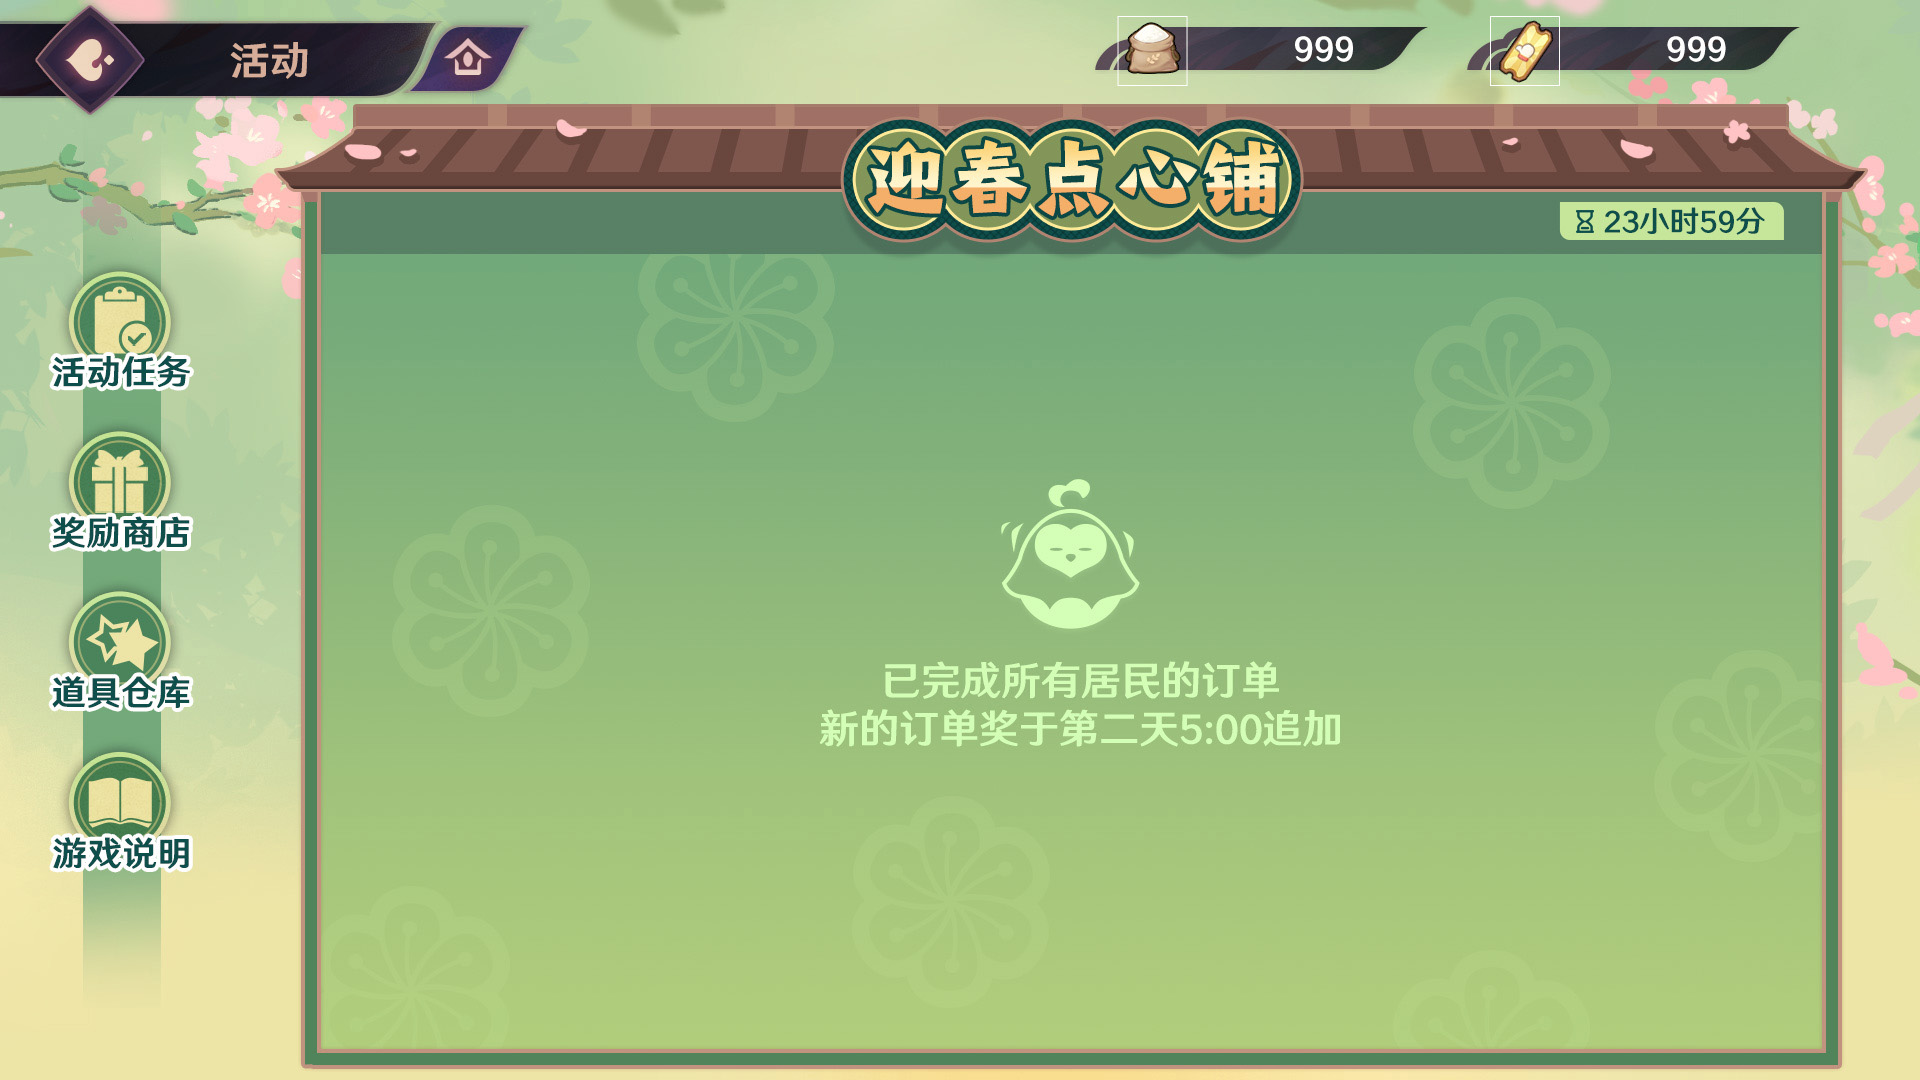 活动
999
999
迎春点心铺
23小时59分
活动任务
奖励商店
道具仓库
游戏说明
已完成所有居民的订单
新的订单奖于第二天5:00追加